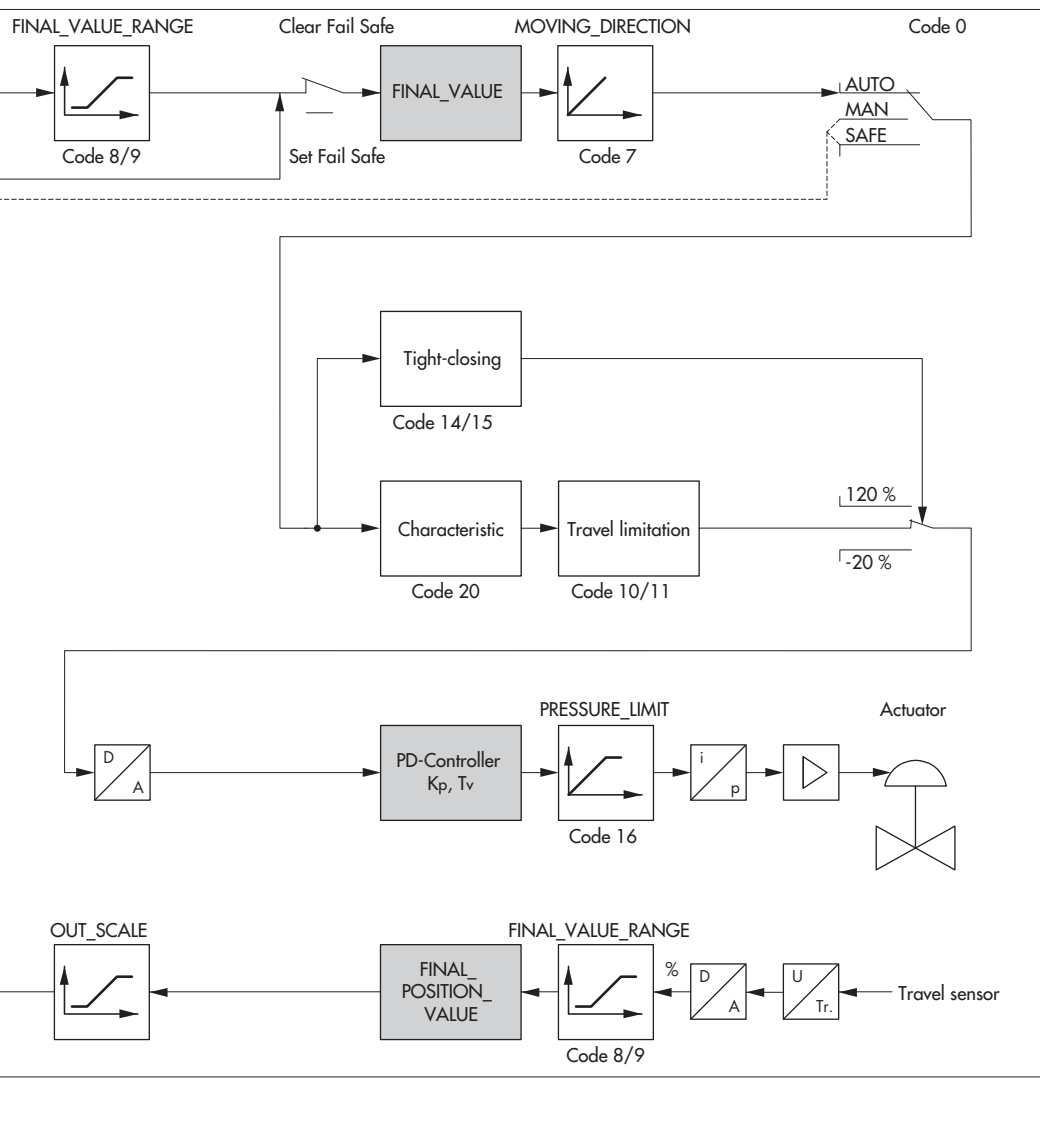 FINAL_VALUE_RANGE
Clear Fail Safe
MOVING_DIRECTION
Code 0
FINAL_VALUE
AUTO
MAN
SAFE
Code 8/9
Set Fail Safe
Code 7
Tight-closing
Code 14/15
120 %
Characteristic
Travel limitation
-20 %
Code 20
Code 10/11
PRESSURE_LIMIT
Actuator
D
A
PD-Controller
Kp, Tv
i
p
Code 16
OUT_SCALE
FINAL_VALUE_RANGE
FINAL_
POSITION_
VALUE
%
D
A
U
Tr.
Travel sensor
Code 8/9